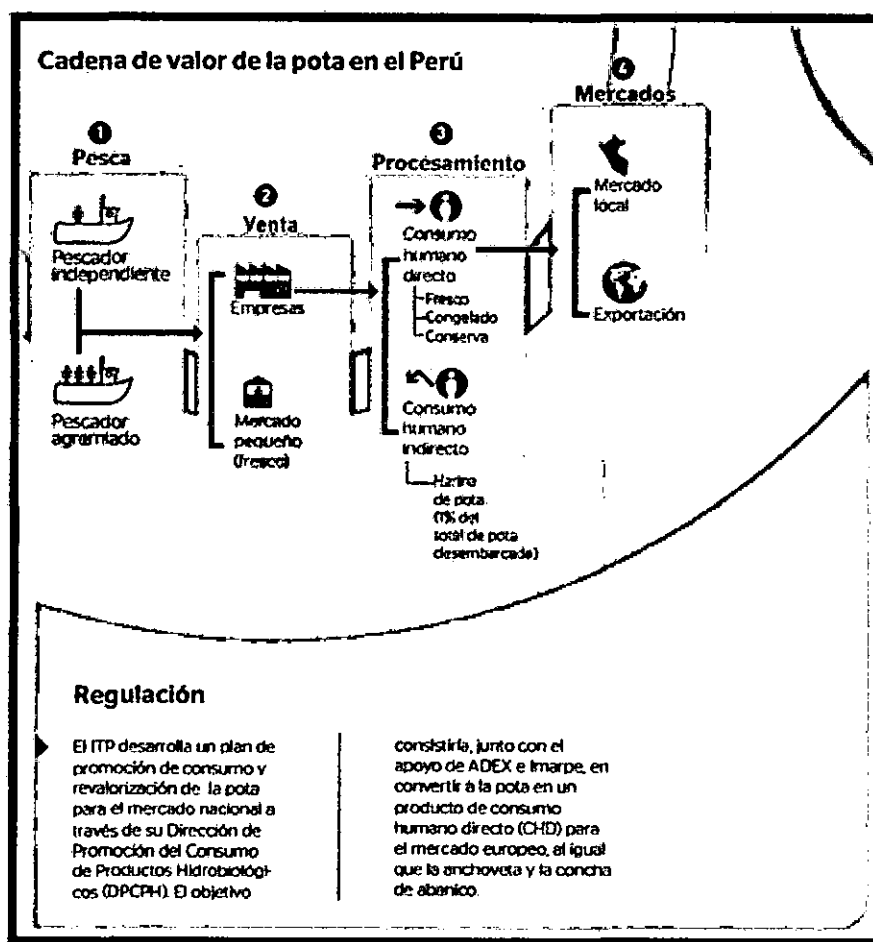 Cadena de valor de la pota en el Perú
1
Pesca
Pescador
independiente
Pescador
agremiado
2
Venta
Empresas
Mercado
pequeño
(fresco)
3
Procesamiento
Consumo
humano
directo
Fresco
Congelado
Conserva
Consumo
humano
indirecto
Harina
de pota
(1% del
total de pota
desembarcada)
4
Mercados
Mercado
local
Exportación
Regulación
El ITP desarrolla un plan de
promoción de consumo y
revalorización de la pota
para el mercado nacional a
través de su Dirección de
Promoción del Consumo
de Productos Hidrobiológi-
cos (DPCPH). El objetivo
consistiría, junto con el
apoyo de ADEX e Imarpe, en
convertir a la pota en un
producto de consumo
humano directo (CHD) para
el mercado europeo, al igual
que la anchoveta y la concha
de abanico.